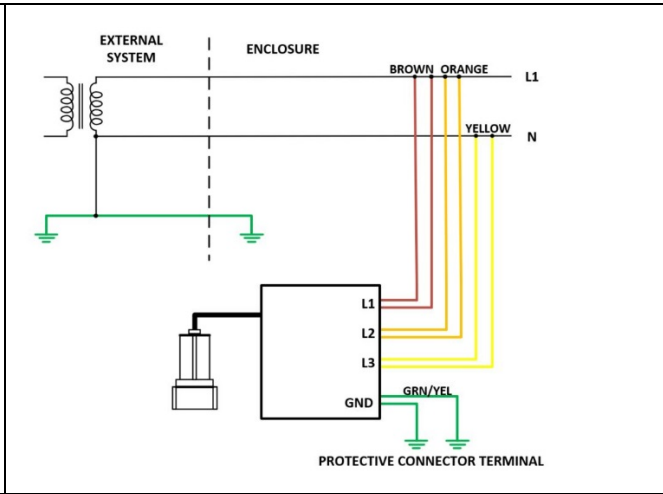 EXTERNAL
SYSTEM
ENCLOSURE
BROWN ORANGE
L1
YELLOW
N
L1
L2
L3
GRN/YEL
GND
PROTECTIVE CONNECTOR TERMINAL